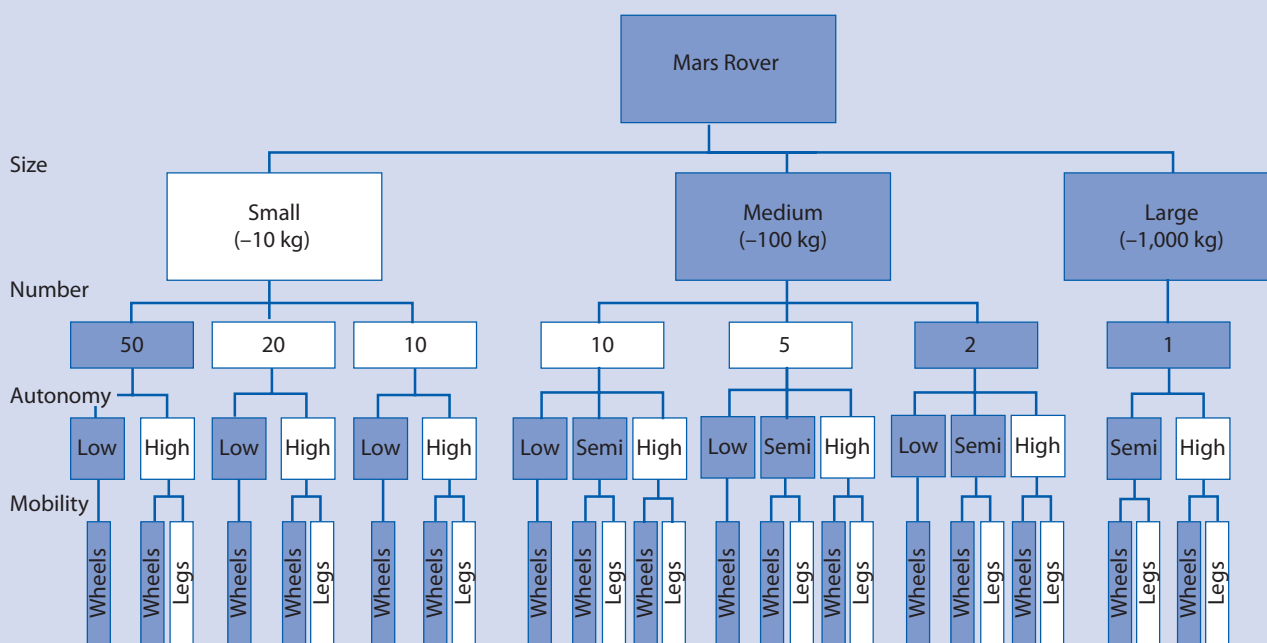 Mars Rover
Size
Small
(–10 kg)
Medium
(–100 kg)
Large
(–1,000 kg)
Number
50
20
10
10
5
2
1
Autonomy
Low
High
Low
High
Low
High
Low
Semi
High
Low
Semi
High
Low
Semi
High
Semi
High
Mobility
Wheels
Wheels
Legs
Wheels
Wheels
Legs
Wheels
Wheels
Legs
Wheels
Wheels
Legs
Wheels
Legs
Wheels
Wheels
Legs
Wheels
Legs
Wheels
Wheels
Legs
Wheels
Legs
Wheels
Legs
Wheels
Legs